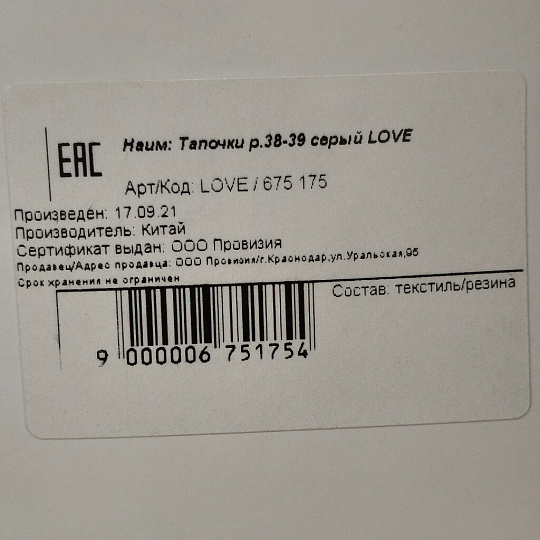 EAC
Наим: Тапочки р.38-39 серый LOVE
Арт/Код: LOVE / 675 175
Произведен: 17.09.21
Производитель: Китай
Сертификат выдан: ООО Провизия
Продавец/Адрес продавца: ООО Провизия/г.Краснодар,ул.Уральская,95
Срок хранения не ограничен
Состав: текстиль/резина
9 000006 751754